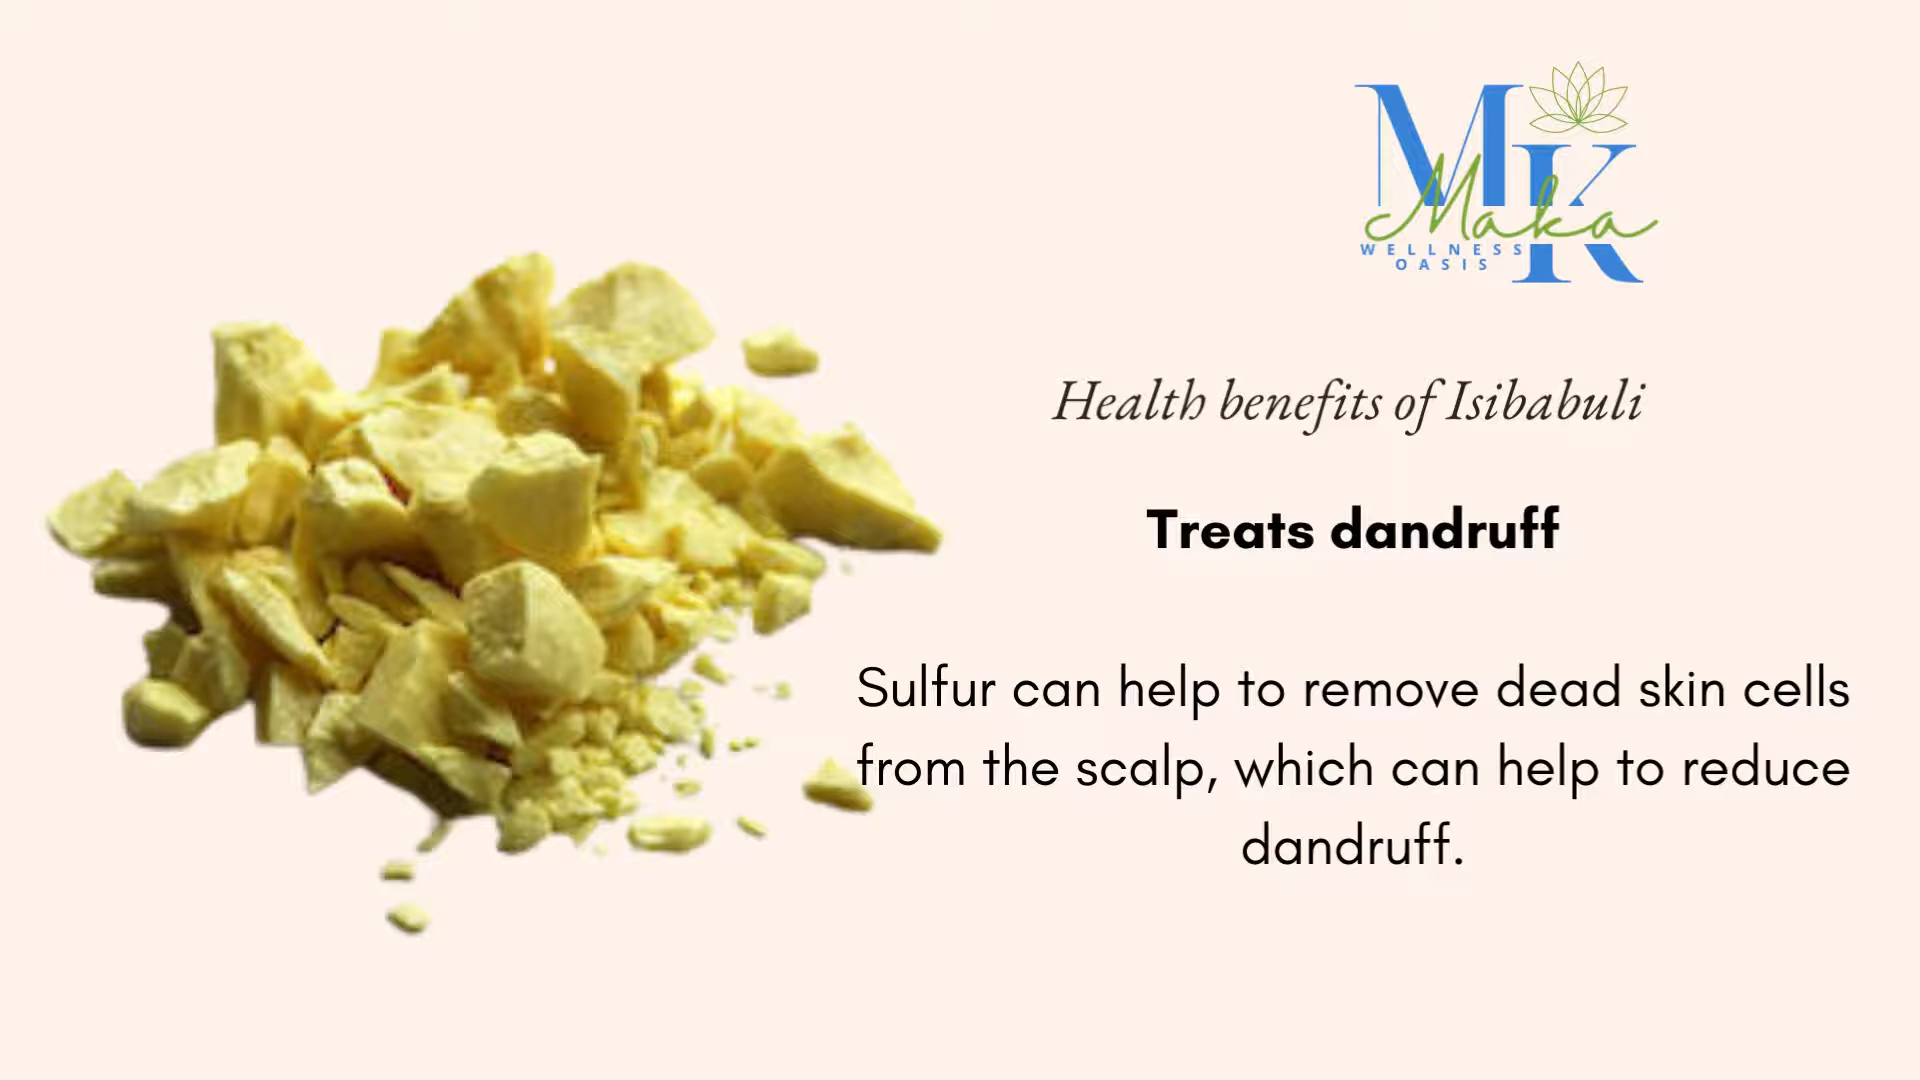 MK
Maka
WELLNESS
OASIS
Health benefits of Isibabuli
Treats dandruff
Sulfur can help to remove dead skin cells
from the scalp, which can help to reduce
dandruff.